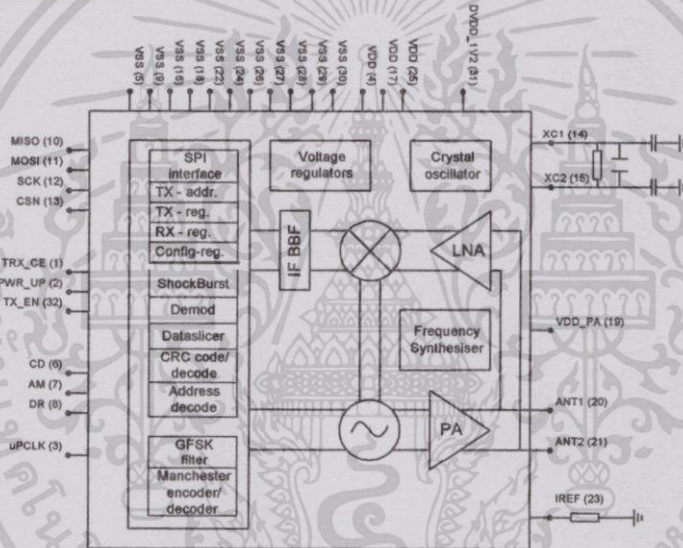 VSS (5)
VSS (9)
VSS (16)
VSS (18)
VSS (22)
VSS (24)
VSS (26)
VSS (27)
VSS (28)
VSS (29)
VSS (30)
VDD (4)
VDD (17)
VDD (25)
DVDD_1V2 (31)
MISO (10)
MOSI (11)
SCK (12)
CSN (13)
TRX_CE (1)
PWR_UP (2)
TX_EN (32)
CD (6)
AM (7)
DR (8)
uPCLK (3)
SPI
interface
TX - addr.
TX - reg.
RX - reg.
Config-reg.
ShockBurst
Demod
Dataslicer
CRC code/
decode
Address
decode
GFSK
filter
Manchester
encoder/
decoder
Voltage
regulators
Crystal
oscillator
IF BBF
LNA
Frequency
Synthesiser
PA
XC1 (14)
XC2 (15)
VDD_PA (19)
ANT1 (20)
ANT2 (21)
IREF (23)